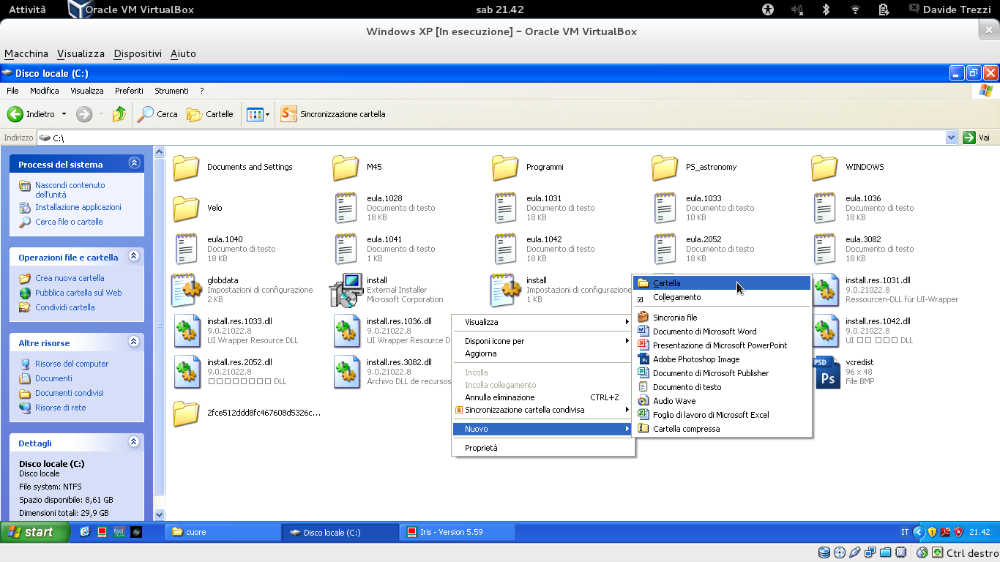 Attività
Oracle VM VirtualBox
sab 21.42
Davide Trezzi
Windows XP [In esecuzione] - Oracle VM VirtualBox
Macchina Visualizza Dispositivi Aiuto
Disco locale (C:)
File Modifica Visualizza Preferiti Strumenti ?
Indietro
Cerca
Cartelle
Sincronizzazione cartella
Indirizzo
C:\
Vai
Processi del sistema
Nascondi contenuto
dell'unità
Installazione applicazioni
Cerca file o cartelle
Operazioni file e cartella
Crea nuova cartella
Pubblica cartella sul Web
Condividi cartella
Altre risorse
Risorse del computer
Documenti
Documenti condivisi
Risorse di rete
Dettagli
Disco locale (C:)
Disco locale
File system: NTFS
Spazio disponibile: 8,61 GB
Dimensioni totali: 29,9 GB
Documents and Settings
M45
Programmi
PS_astronomy
WINDOWS
Velo
eula.1028
Documento di testo
18 KB
eula.1031
Documento di testo
18 KB
eula.1033
Documento di testo
10 KB
eula.1036
Documento di testo
18 KB
eula.1040
Documento di testo
18 KB
eula.1041
Documento di testo
1 KB
eula.1042
Documento di testo
18 KB
eula.2052
Documento di testo
18 KB
eula.3082
Documento di testo
18 KB
globdata
Impostazioni di configurazione
2 KB
install
External Installer
Microsoft Corporation
install
Impostazioni di configurazione
1 KB
install.res.1031.dll
9.0.21022.8
Ressourcen-DLL für UI-Wrapper
install.res.1033.dll
9.0.21022.8
UI Wrapper Resource DLL
install.res.1036.dll
9.0.21022.8
UI Wrapper Resource D
install.res.1042.dll
9.0.21022.8
UI □□ □□□ DLL
install.res.2052.dll
9.0.21022.8
□□□□□□□□ DLL
install.res.3082.dll
9.0.21022.8
Archivo DLL de recursos
PSD
Ps
vcredist
96 x 48
File BMP
2fce512ddd8fc467608d5326c...
Visualizza
Disponi icone per
Aggiorna
Incolla
Incolla collegamento
Annulla eliminazione CTRL+Z
Sincronizzazione cartella condivisa
Nuovo
Proprietà
Cartella
Collegamento
Sincronia file
Documento di Microsoft Word
Presentazione di Microsoft PowerPoint
Adobe Photoshop Image
Documento di Microsoft Publisher
Documento di testo
Audio Wave
Foglio di lavoro di Microsoft Excel
Cartella compressa
start
cuore
Disco locale (C:)
Iris - Version 5.59
IT
21.42
Ctrl destro